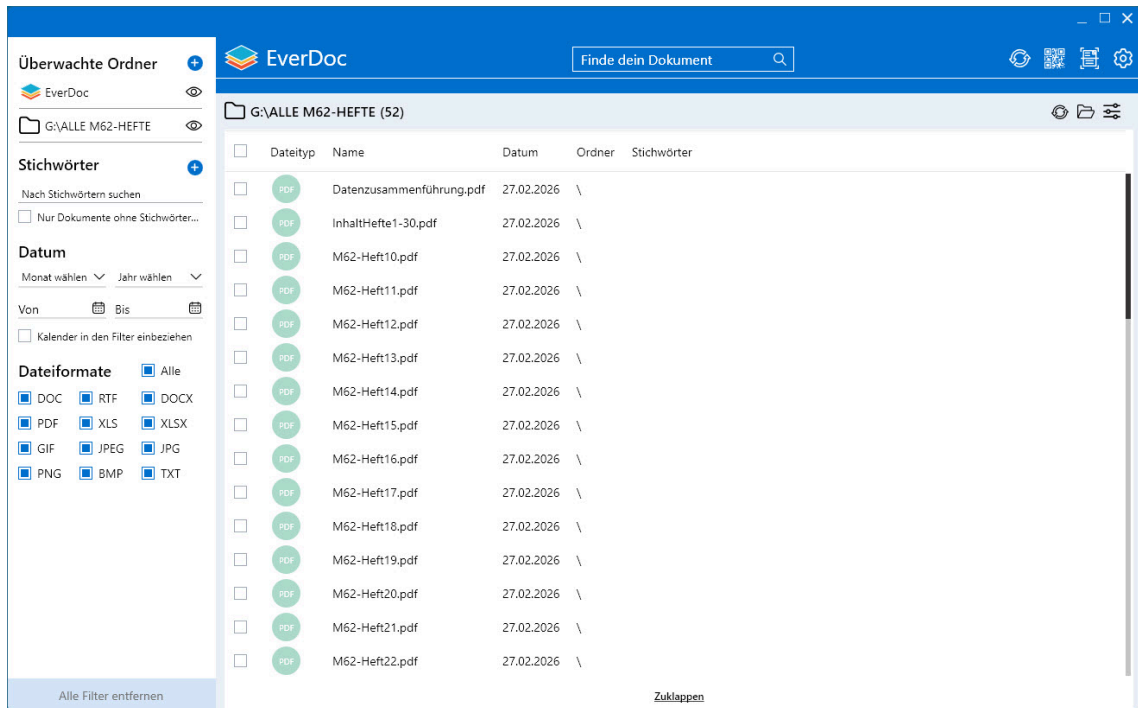 Überwachte Ordner
EverDoc
G:\ALLE M62-HEFTE
Stichwörter
Nach Stichwörtern suchen
Nur Dokumente ohne Stichwörter...
Datum
Monat wählen Jahr wählen
Von Bis
Kalender in den Filter einbeziehen
Dateiformate Alle
DOC RTF DOCX
PDF XLS XLSX
GIF JPEG JPG
PNG BMP TXT
Alle Filter entfernen
EverDoc Finde dein Dokument
G:\ALLE M62-HEFTE (52)
Dateityp Name Datum Ordner Stichwörter
PDF Datenzusammenführung.pdf 27.02.2026 \
PDF InhaltHefte1-30.pdf 27.02.2026 \
PDF M62-Heft10.pdf 27.02.2026 \
PDF M62-Heft11.pdf 27.02.2026 \
PDF M62-Heft12.pdf 27.02.2026 \
PDF M62-Heft13.pdf 27.02.2026 \
PDF M62-Heft14.pdf 27.02.2026 \
PDF M62-Heft15.pdf 27.02.2026 \
PDF M62-Heft16.pdf 27.02.2026 \
PDF M62-Heft17.pdf 27.02.2026 \
PDF M62-Heft18.pdf 27.02.2026 \
PDF M62-Heft19.pdf 27.02.2026 \
PDF M62-Heft20.pdf 27.02.2026 \
PDF M62-Heft21.pdf 27.02.2026 \
PDF M62-Heft22.pdf 27.02.2026 \
Zuklappen